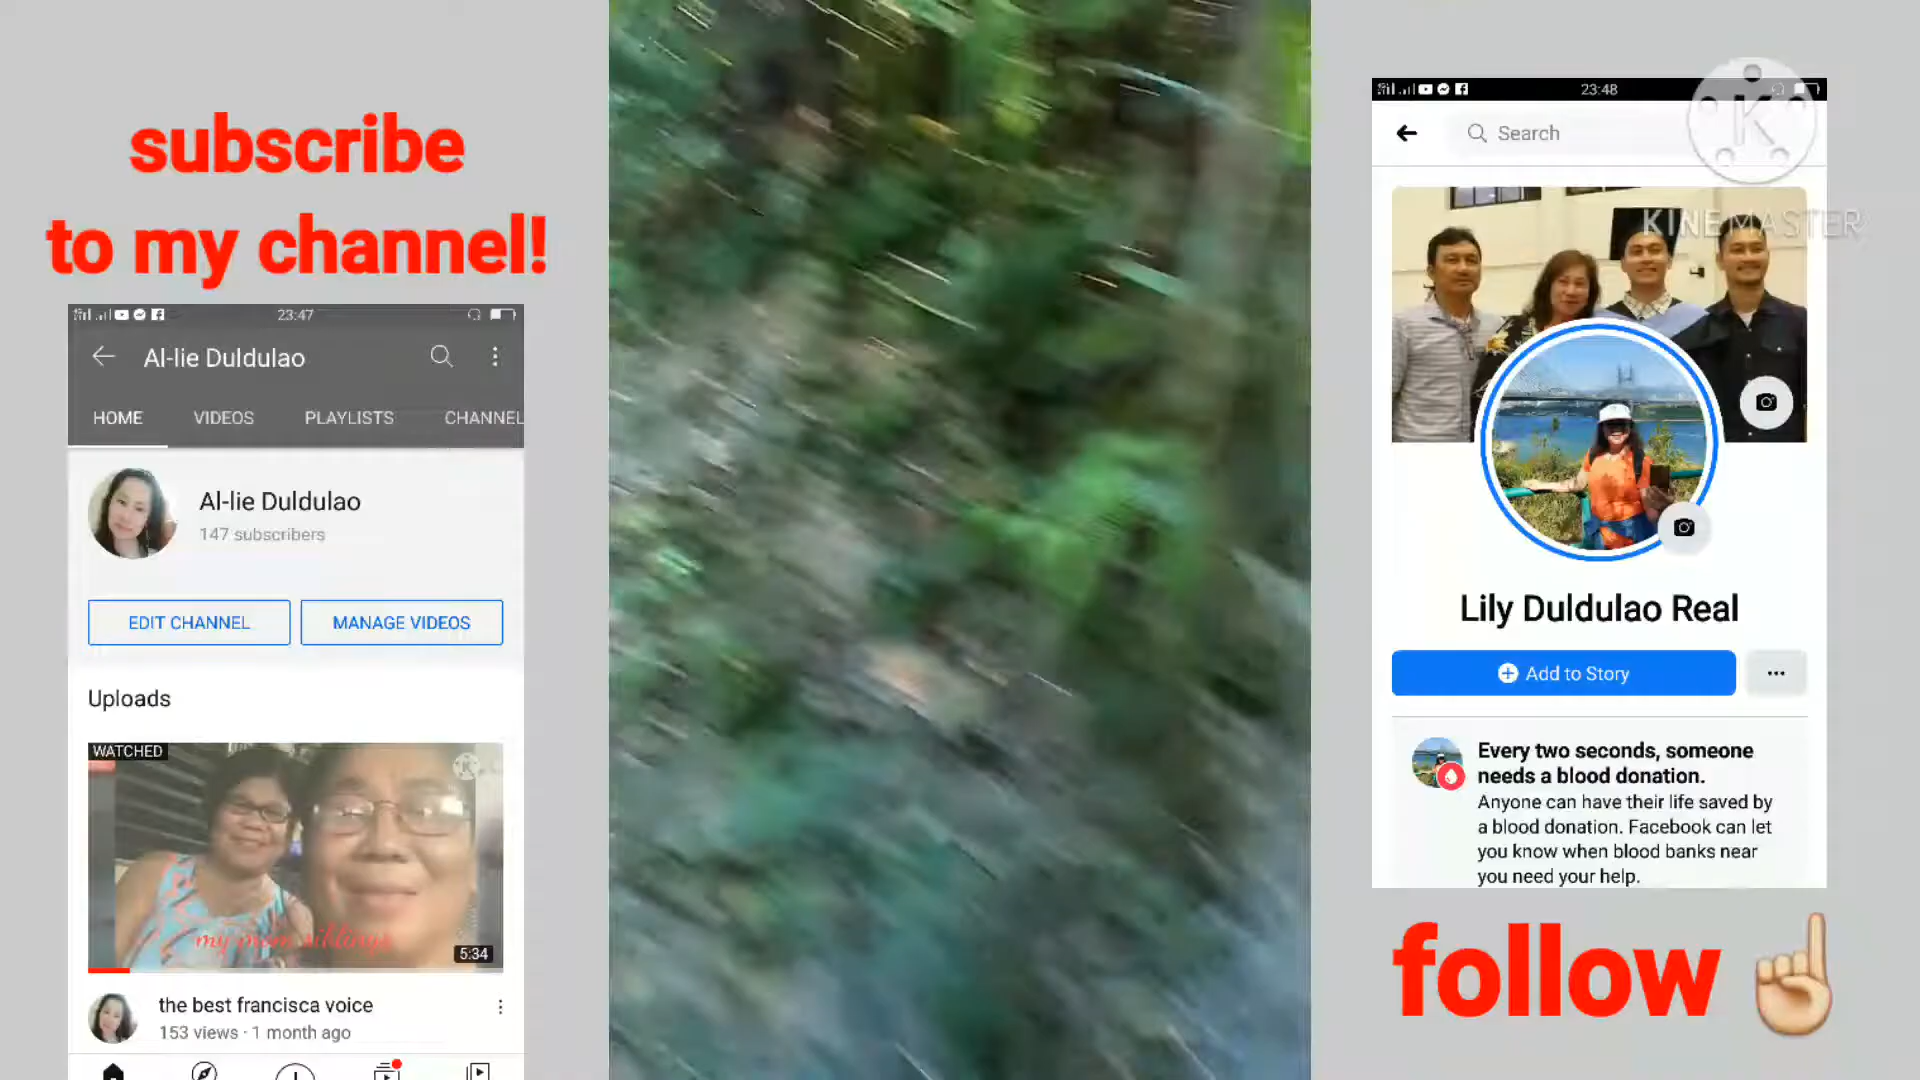 subscribe
to my channel!
23:47
Al-lie Duldulao
HOME VIDEOS PLAYLISTS CHANNEL
Al-lie Duldulao
147 subscribers
EDIT CHANNEL MANAGE VIDEOS
Uploads
WATCHED
my mom siblings
5:34
the best francisca voice
153 views · 1 month ago
23:48
Search
K
KINEMASTER
Lily Duldulao Real
Add to Story
Every two seconds, someone
needs a blood donation.
Anyone can have their life saved by
a blood donation. Facebook can let
you know when blood banks near
you need your help.
follow